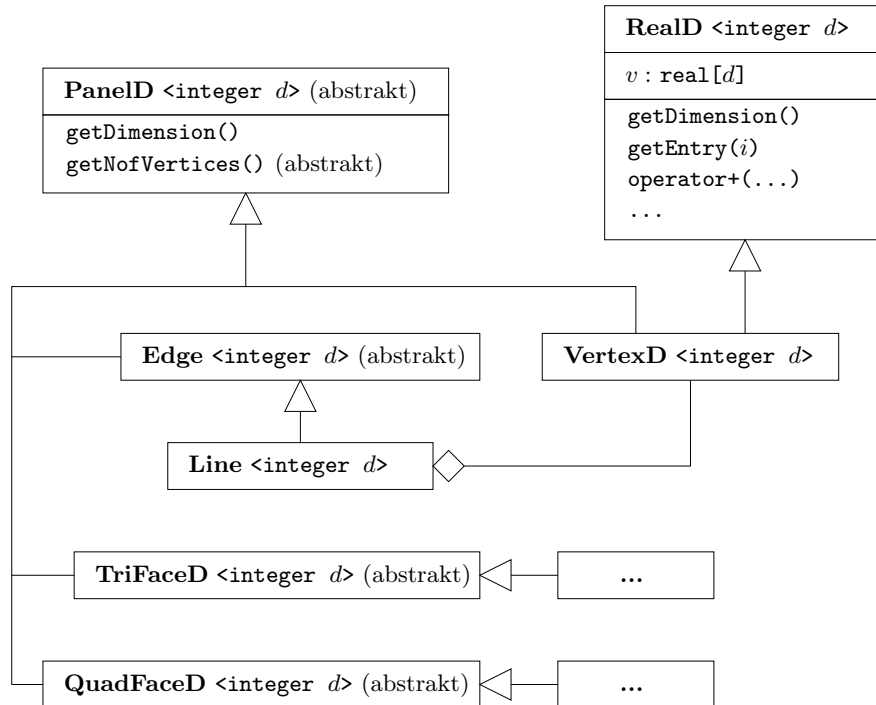 RealD <integer d>
v : real[d]
getDimension()
getEntry(i)
operator+(...)
...
PanelD <integer d> (abstrakt)
getDimension()
getNofVertices() (abstrakt)
Edge <integer d> (abstrakt)
VertexD <integer d>
Line <integer d>
TriFaceD <integer d> (abstrakt)
...
QuadFaceD <integer d> (abstrakt)
...